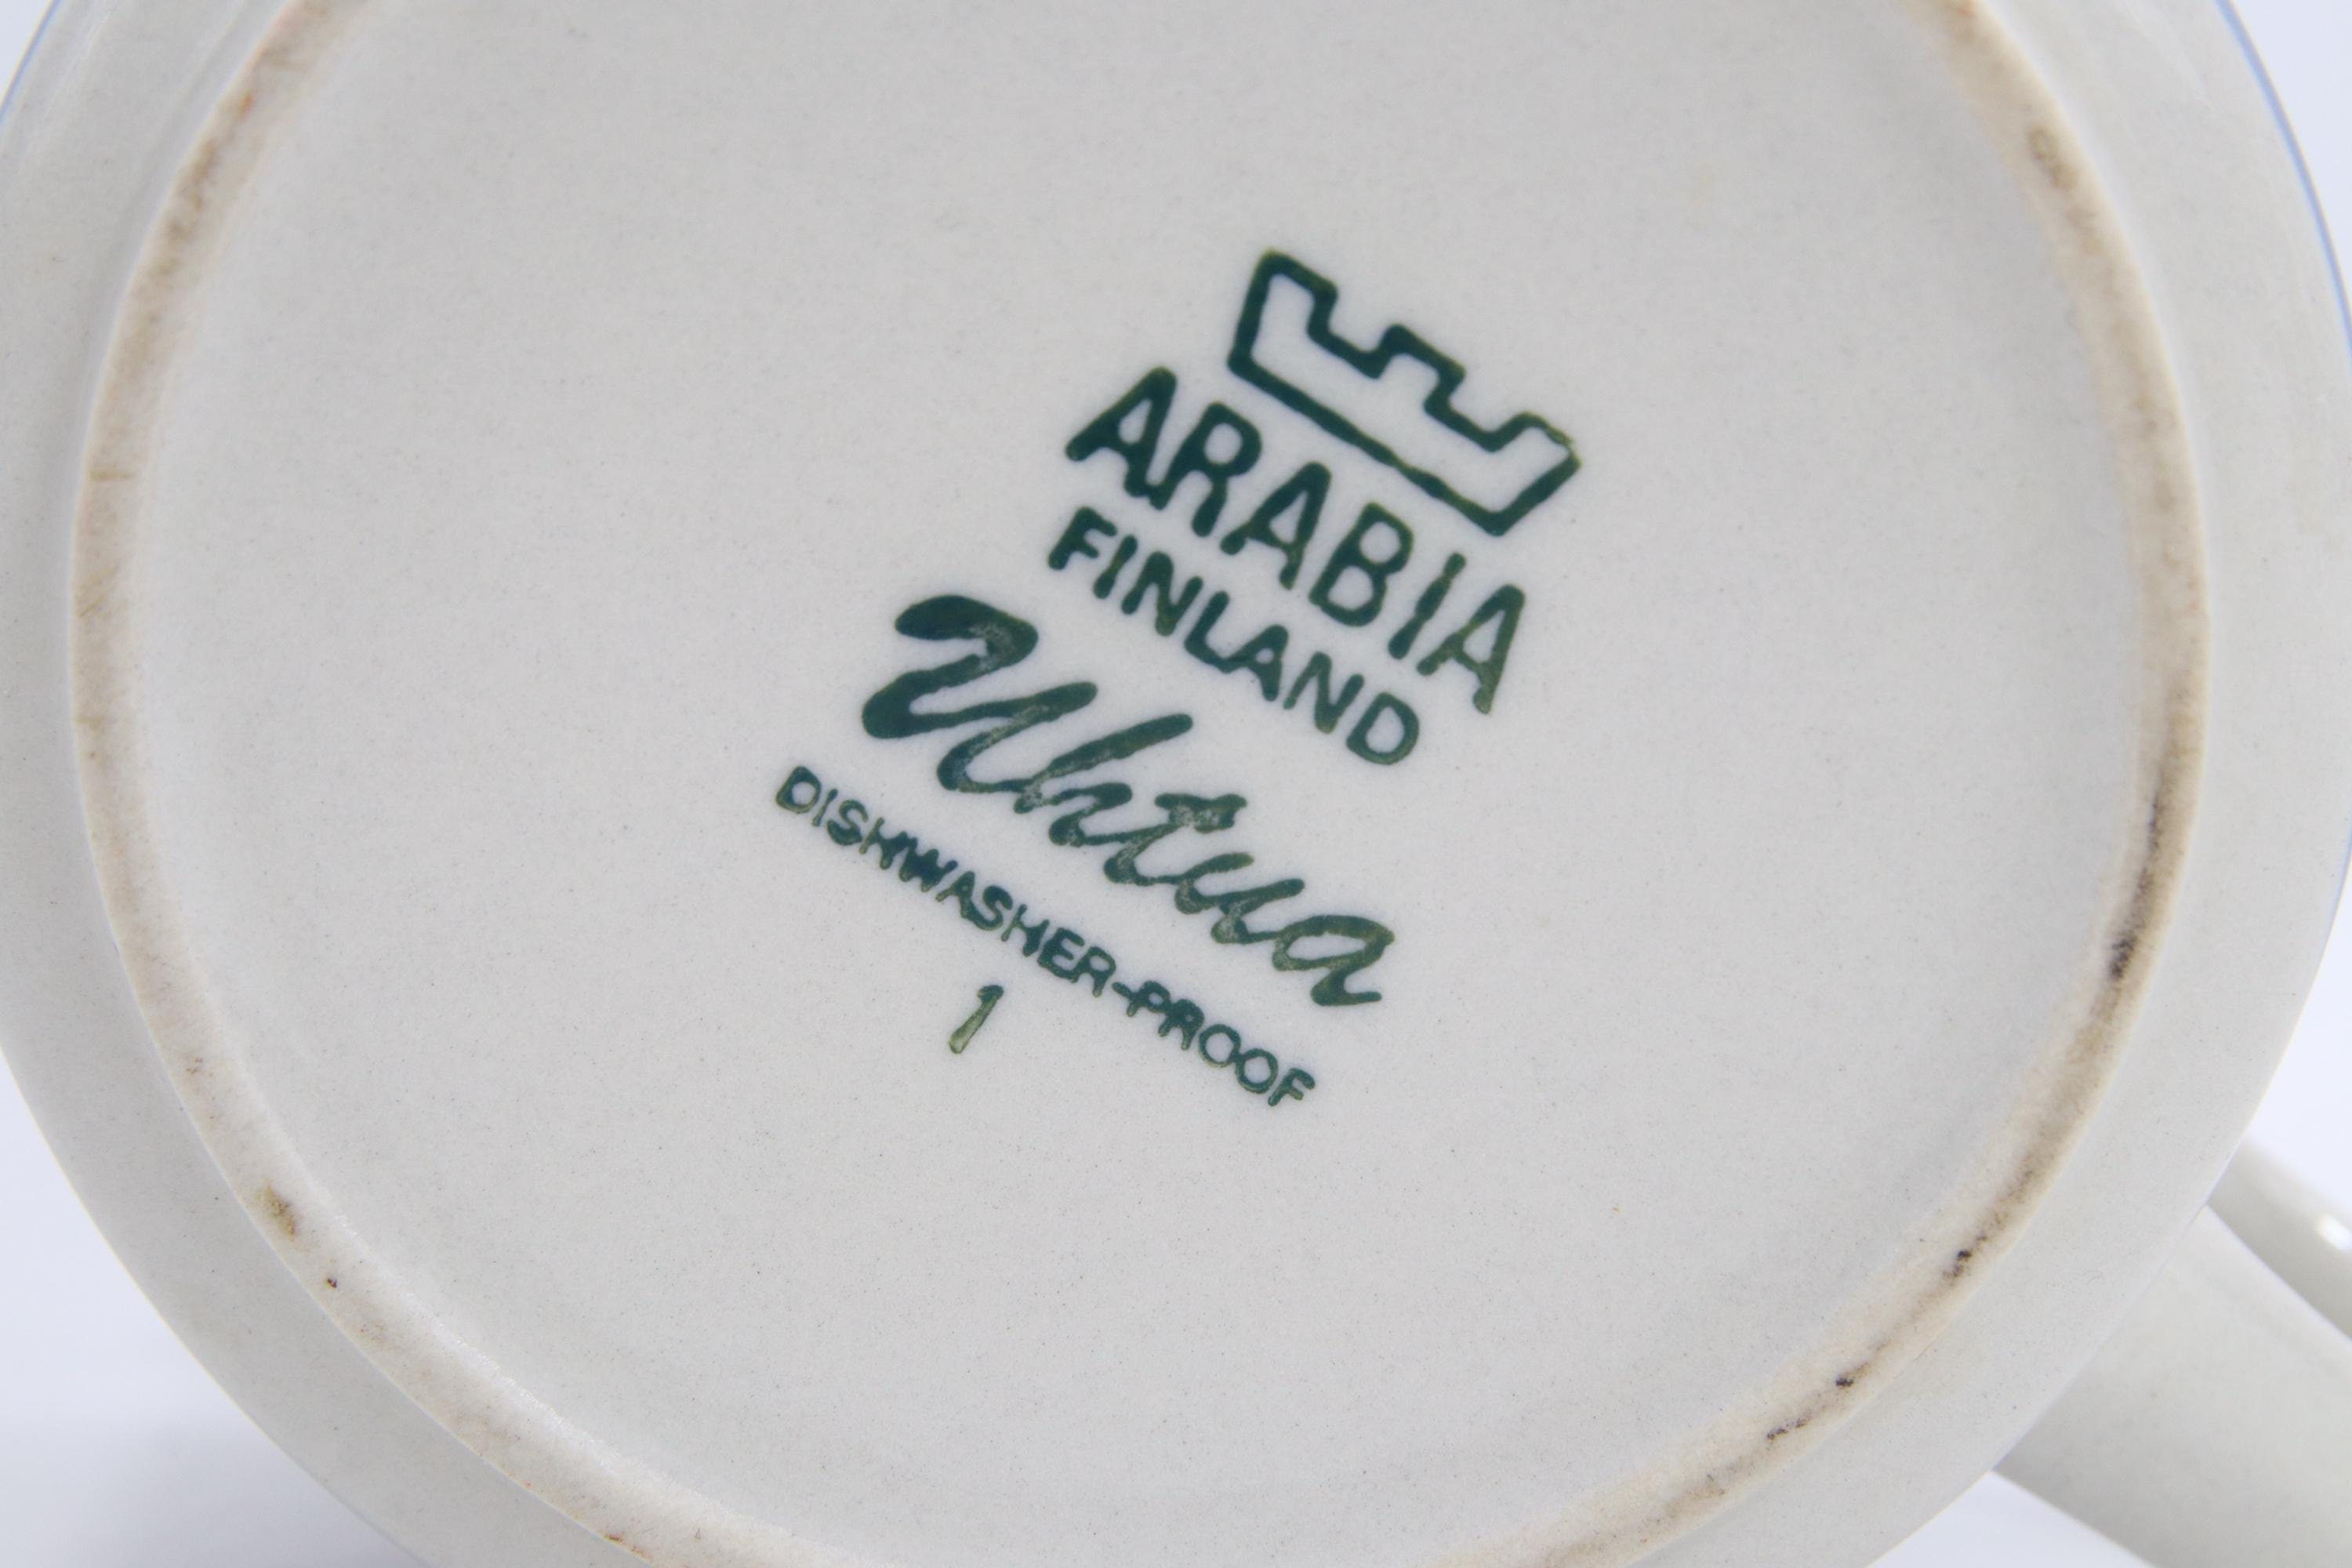 ARABIA
FINLAND
Uhtua
DISHWASHER-PROOF
1